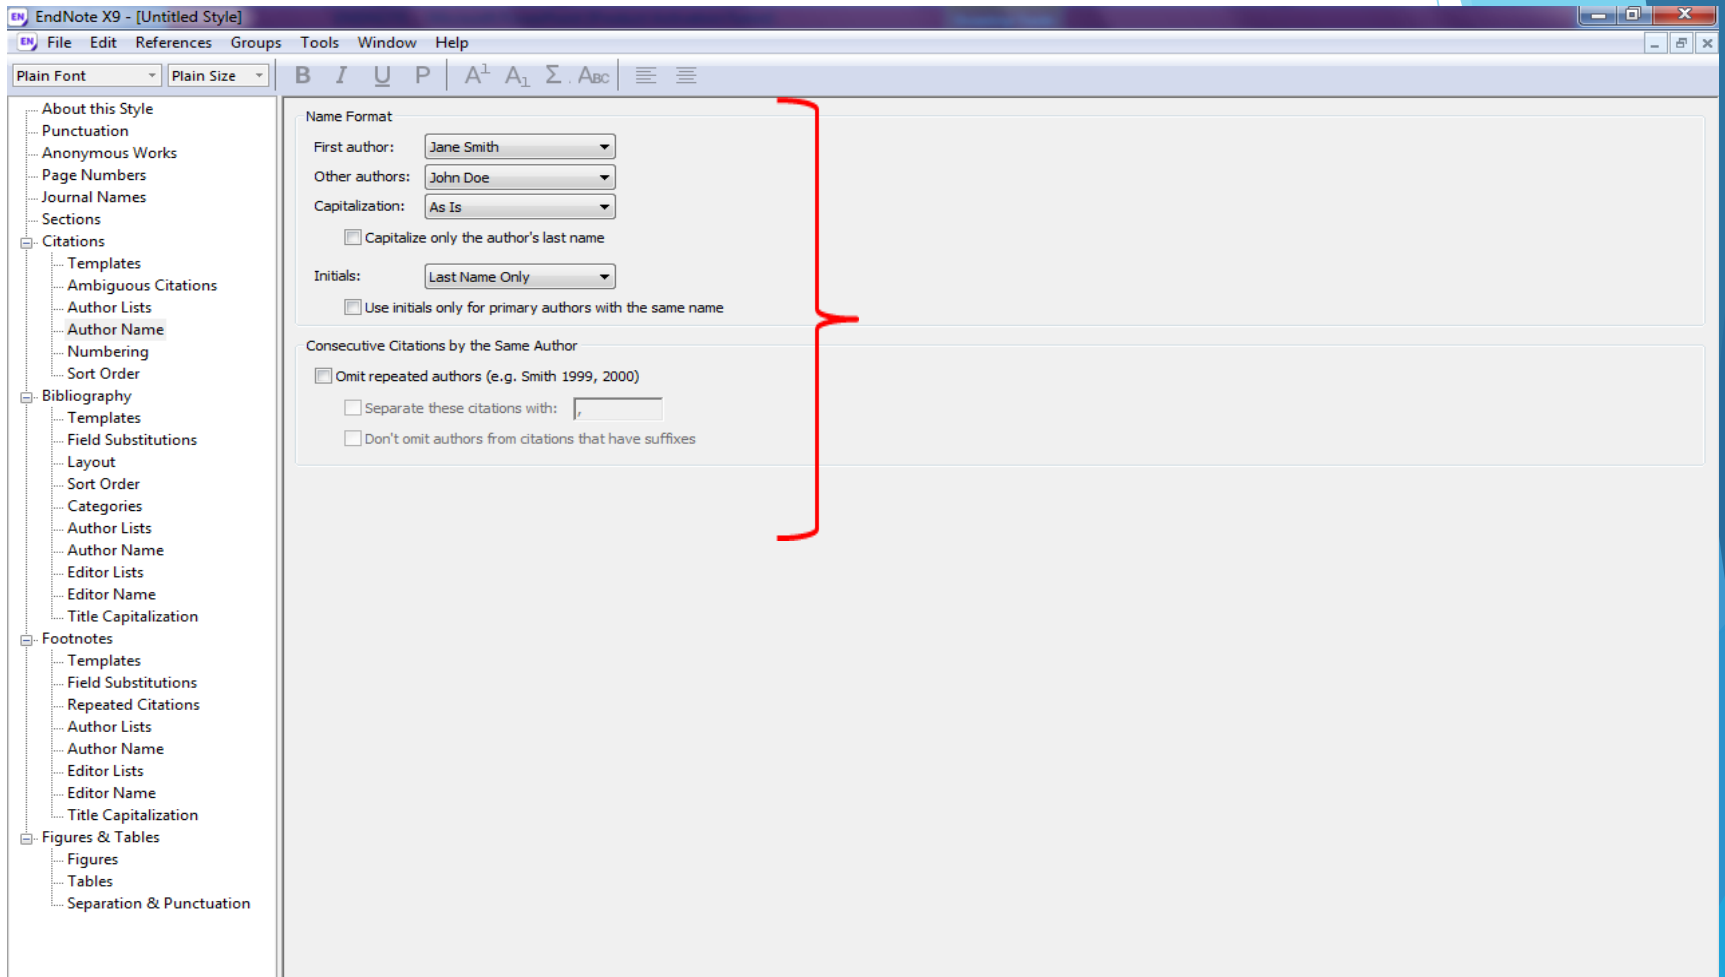 EndNote X9 - [Untitled Style]
File Edit References Groups Tools Window Help
Plain Font Plain Size B I U P A1 A1 Σ ABC
About this Style
Punctuation
Anonymous Works
Page Numbers
Journal Names
Sections
Citations
Templates
Ambiguous Citations
Author Lists
Author Name
Numbering
Sort Order
Bibliography
Templates
Field Substitutions
Layout
Sort Order
Categories
Author Lists
Author Name
Editor Lists
Editor Name
Title Capitalization
Footnotes
Templates
Field Substitutions
Repeated Citations
Author Lists
Author Name
Editor Lists
Editor Name
Title Capitalization
Figures & Tables
Figures
Tables
Separation & Punctuation
Name Format
First author: Jane Smith
Other authors: John Doe
Capitalization: As Is
Capitalize only the author's last name
Initials: Last Name Only
Use initials only for primary authors with the same name
Consecutive Citations by the Same Author
Omit repeated authors (e.g. Smith 1999, 2000)
Separate these citations with: ,
Don't omit authors from citations that have suffixes